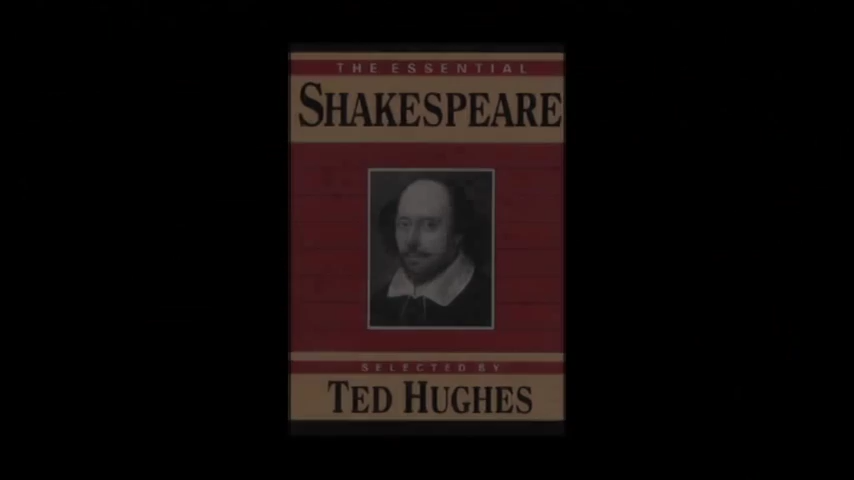 THE ESSENTIAL
SHAKESPEARE
SELECTED BY
TED HUGHES